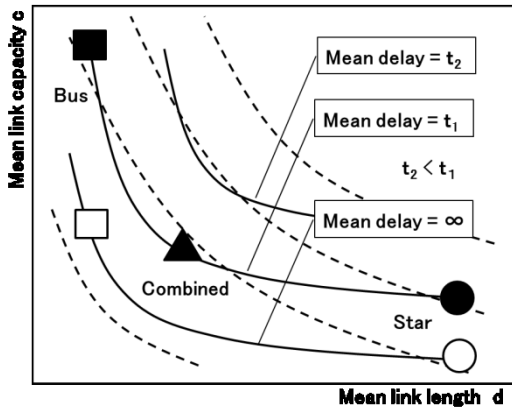 Mean link capacity c
Mean delay = t2
Bus
Mean delay = t1
t2 < t1
Mean delay = ∞
Combined
Star
Mean link length d